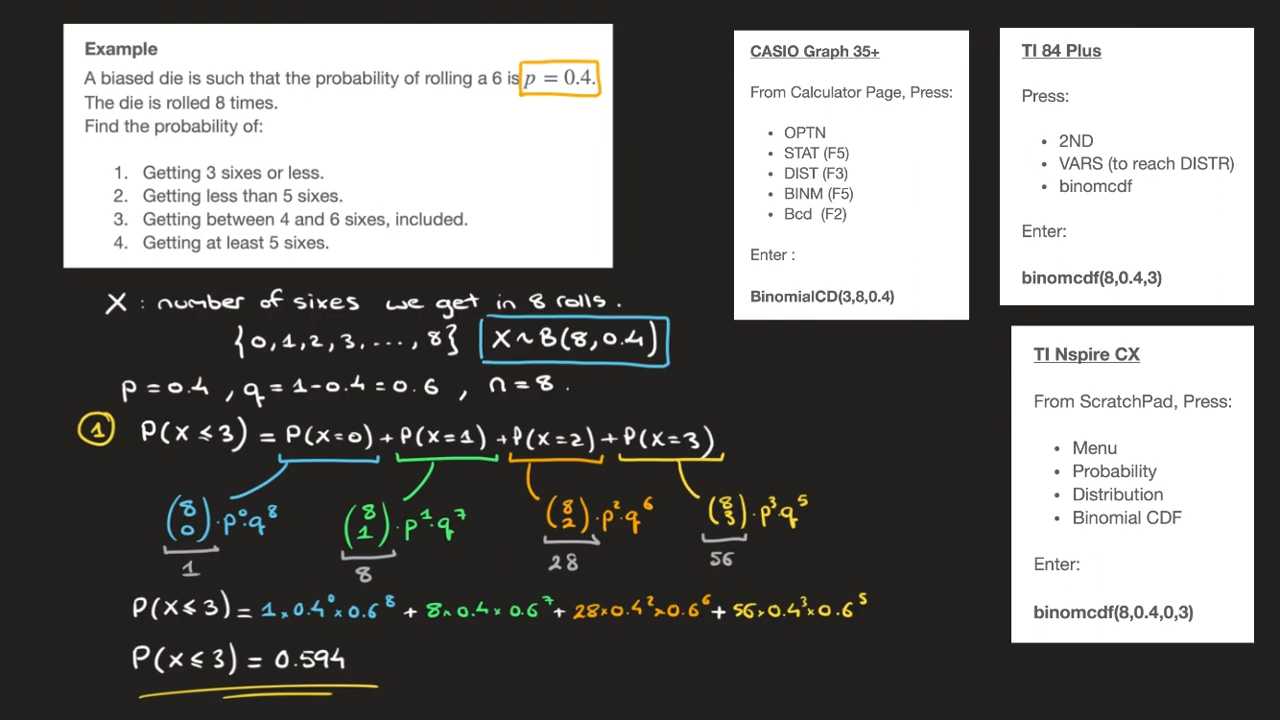 Example
A biased die is such that the probability of rolling a 6 is p = 0.4.
The die is rolled 8 times.
Find the probability of:
1. Getting 3 sixes or less.
2. Getting less than 5 sixes.
3. Getting between 4 and 6 sixes, included.
4. Getting at least 5 sixes.
X : number of sixes we get in 8 rolls.
{0,1,2,3,...,8} X ~ B(8,0.4)
p = 0.4 , q = 1-0.4 = 0.6 , n = 8.
① P(X ≤ 3) = P(X=0) + P(X=1) + P(X=2) + P(X=3)
(8 0)·p⁰·q⁸ (8 1)·p¹·q⁷ (8 2)·p²·q⁶ (8 3)·p³·q⁵
1 8 28 56
P(X ≤ 3) = 1×0.4⁰×0.6⁸ + 8×0.4×0.6⁷ + 28×0.4²×0.6⁶ + 56×0.4³×0.6⁵
P(X ≤ 3) = 0.594
CASIO Graph 35+
From Calculator Page, Press:
• OPTN
• STAT (F5)
• DIST (F3)
• BINM (F5)
• Bcd (F2)
Enter :
BinomialCD(3,8,0.4)
TI 84 Plus
Press:
• 2ND
• VARS (to reach DISTR)
• binomcdf
Enter:
binomcdf(8,0.4,3)
TI Nspire CX
From ScratchPad, Press:
• Menu
• Probability
• Distribution
• Binomial CDF
Enter:
binomcdf(8,0.4,0,3)